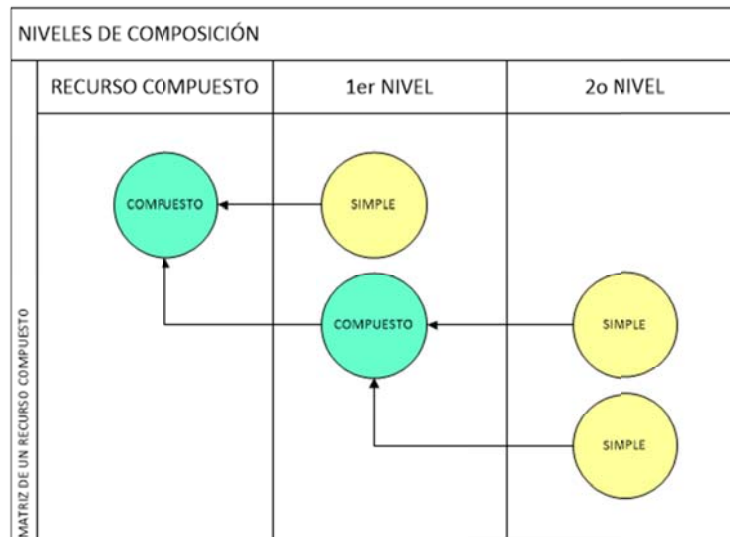 NIVELES DE COMPOSICIÓN
RECURSO COMPUESTO
1er NIVEL
2o NIVEL
COMPUESTO
SIMPLE
COMPUESTO
SIMPLE
SIMPLE
MATRIZ DE UN RECURSO COMPUESTO